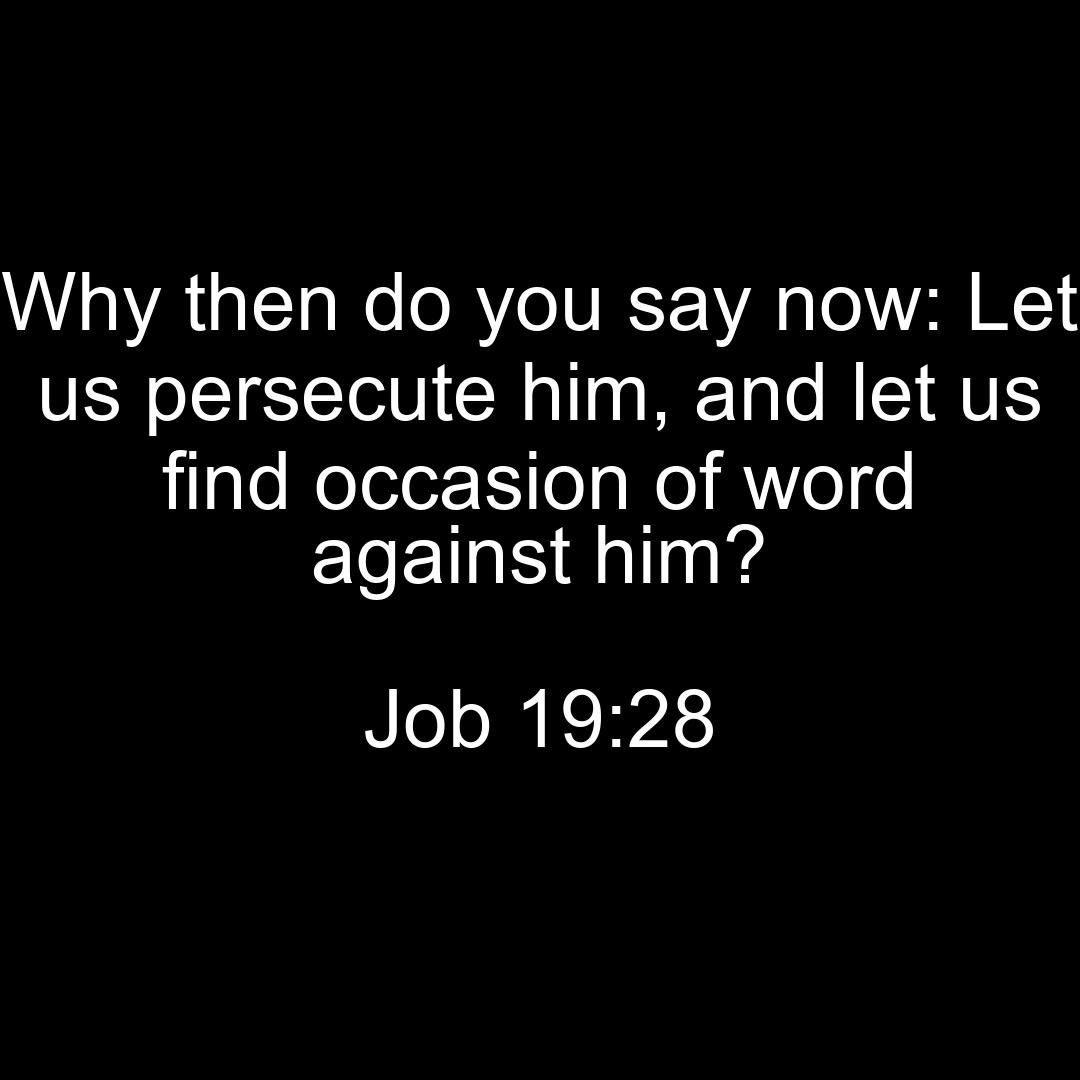 Why then do you say now: Let
us persecute him, and let us
find occasion of word
against him?
Job 19:28